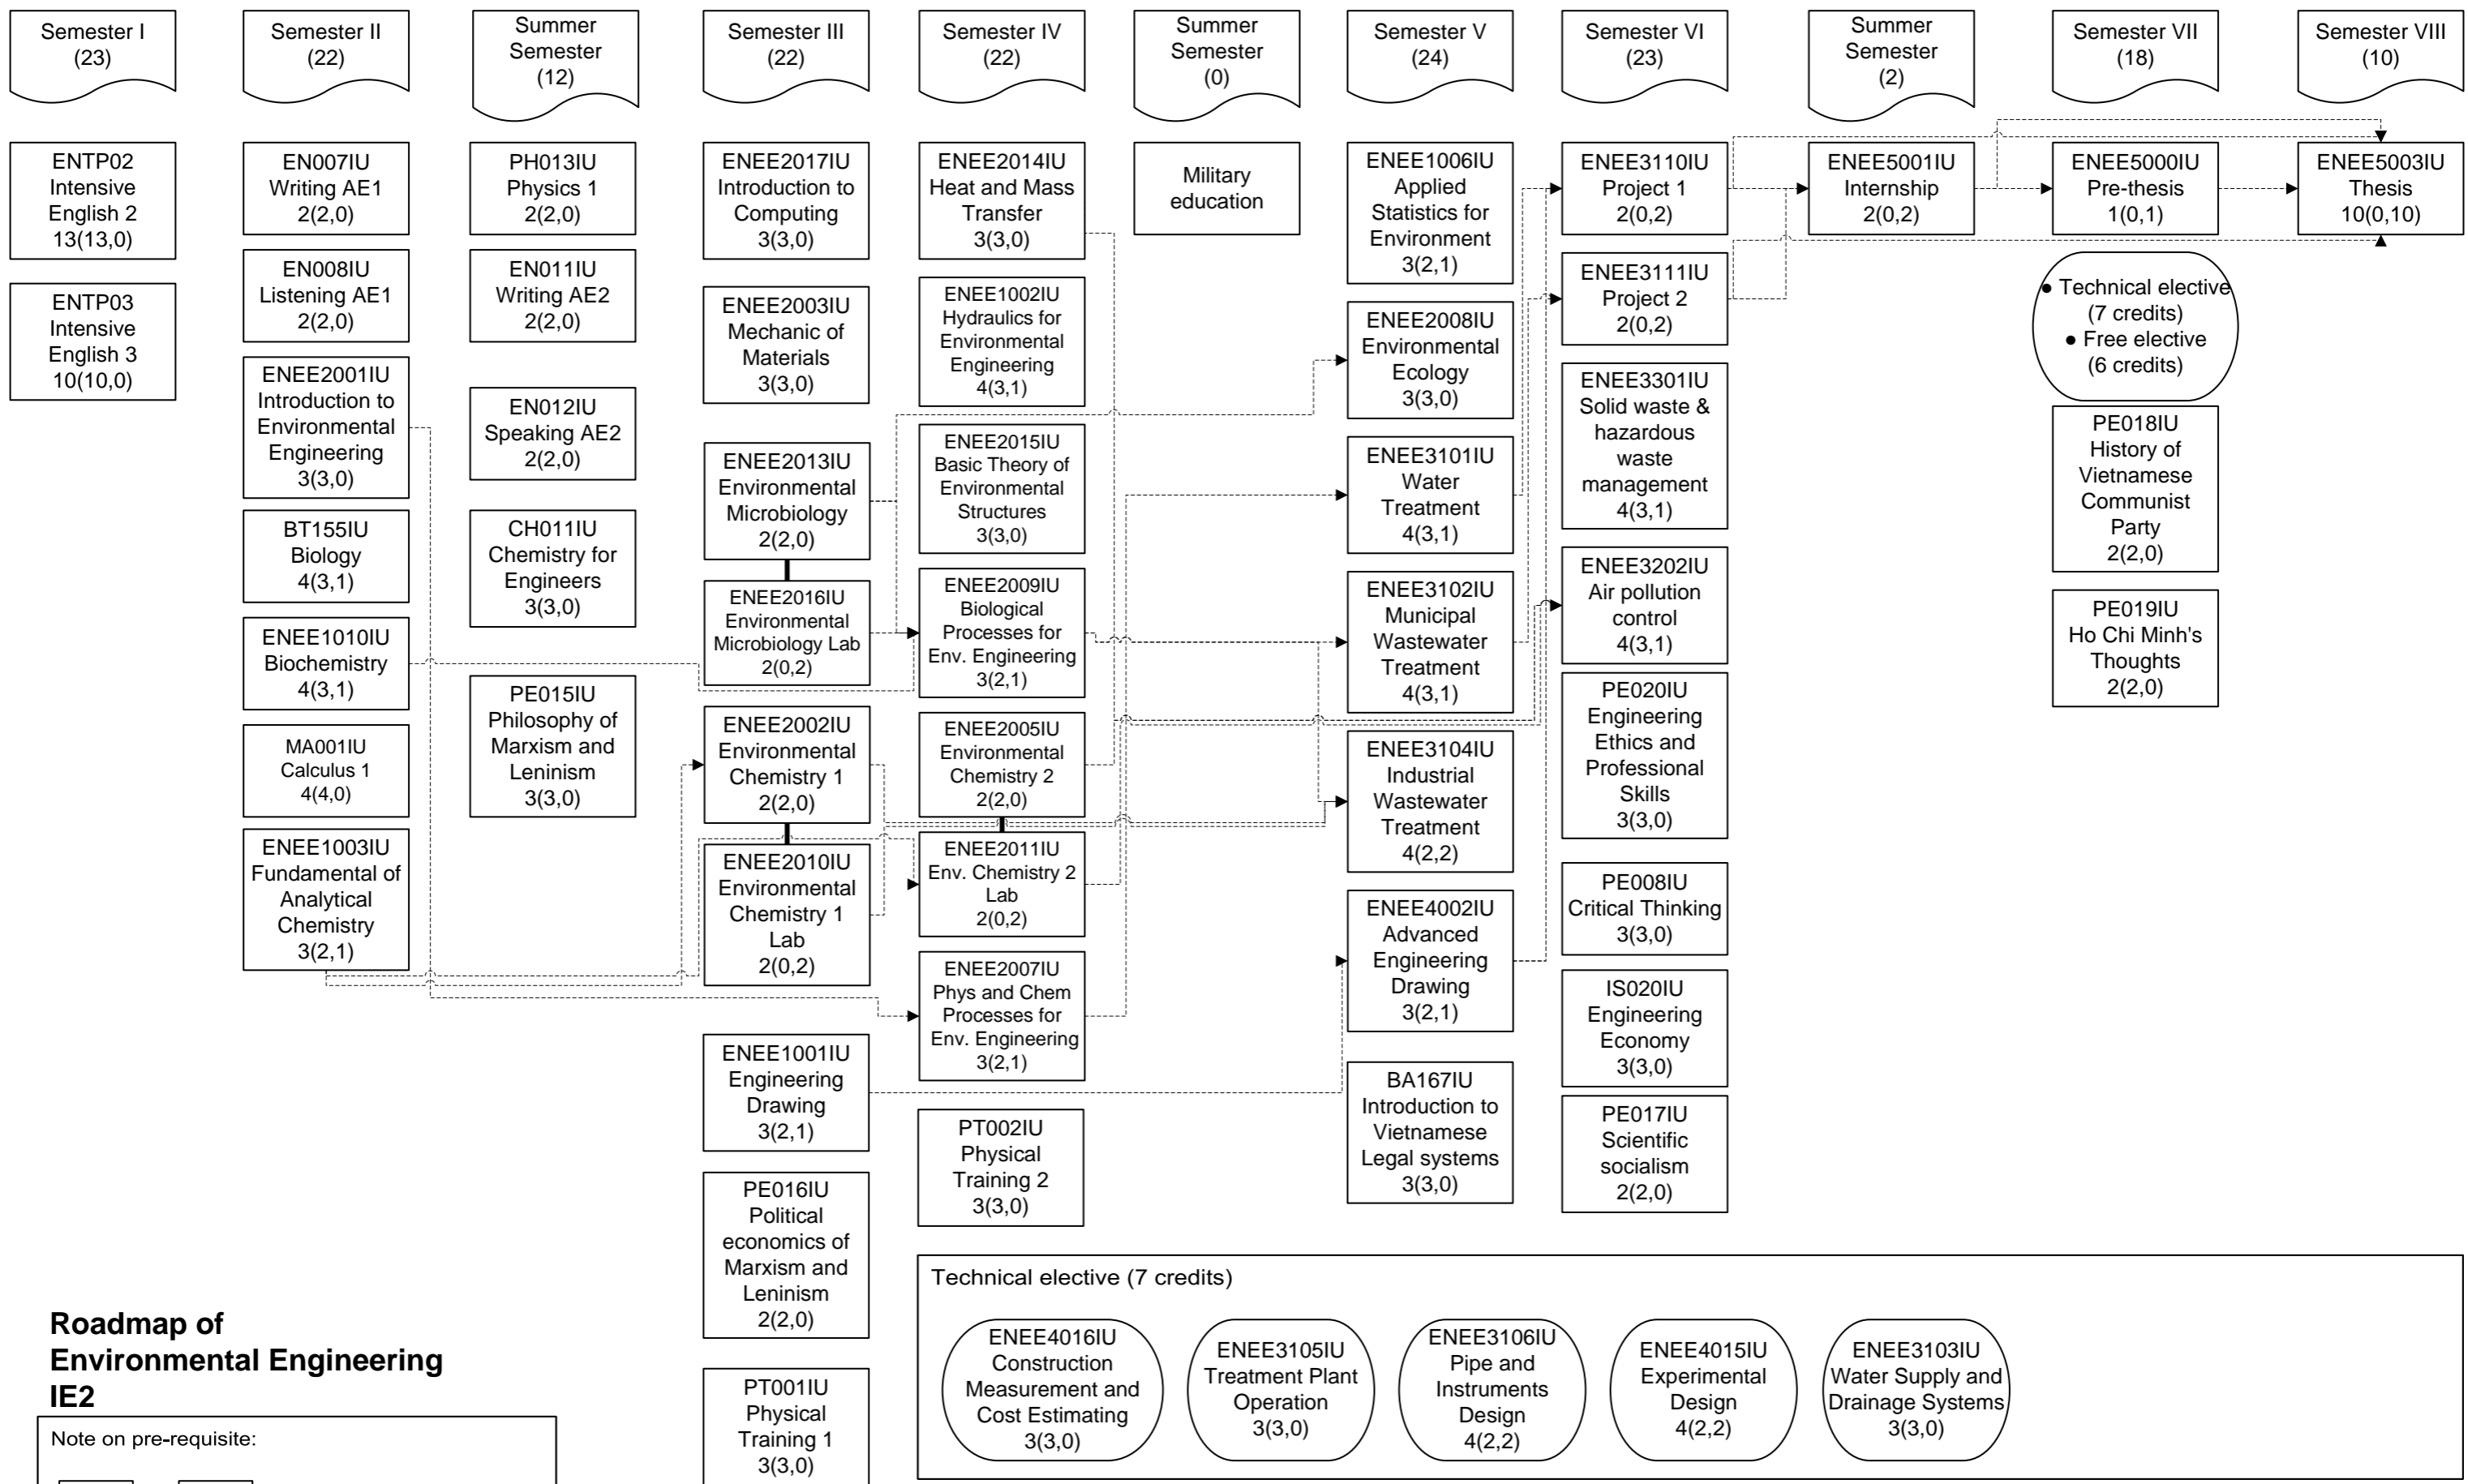 Semester I
(23)
Semester II
(22)
Summer
Semester
(12)
Semester III
(22)
Semester IV
(22)
Summer
Semester
(0)
Semester V
(24)
Semester VI
(23)
Summer
Semester
(2)
Semester VII
(18)
Semester VIII
(10)
ENTP02
Intensive
English 2
13(13,0)
ENTP03
Intensive
English 3
10(10,0)
EN007IU
Writing AE1
2(2,0)
EN008IU
Listening AE1
2(2,0)
ENEE2001IU
Introduction to
Environmental
Engineering
3(3,0)
BT155IU
Biology
4(3,1)
ENEE1010IU
Biochemistry
4(3,1)
MA001IU
Calculus 1
4(4,0)
ENEE1003IU
Fundamental of
Analytical
Chemistry
3(2,1)
PH013IU
Physics 1
2(2,0)
EN011IU
Writing AE2
2(2,0)
EN012IU
Speaking AE2
2(2,0)
CH011IU
Chemistry for
Engineers
3(3,0)
PE015IU
Philosophy of
Marxism and
Leninism
3(3,0)
ENEE2017IU
Introduction to
Computing
3(3,0)
ENEE2003IU
Mechanic of
Materials
3(3,0)
ENEE2013IU
Environmental
Microbiology
2(2,0)
ENEE2016IU
Environmental
Microbiology Lab
2(0,2)
ENEE2002IU
Environmental
Chemistry 1
2(2,0)
ENEE2010IU
Environmental
Chemistry 1
Lab
2(0,2)
ENEE1001IU
Engineering
Drawing
3(2,1)
PE016IU
Political
economics of
Marxism and
Leninism
2(2,0)
PT001IU
Physical
Training 1
3(3,0)
ENEE2014IU
Heat and Mass
Transfer
3(3,0)
ENEE1002IU
Hydraulics for
Environmental
Engineering
4(3,1)
ENEE2015IU
Basic Theory of
Environmental
Structures
3(3,0)
ENEE2009IU
Biological
Processes for
Env. Engineering
3(2,1)
ENEE2005IU
Environmental
Chemistry 2
2(2,0)
ENEE2011IU
Env. Chemistry 2
Lab
2(0,2)
ENEE2007IU
Phys and Chem
Processes for
Env. Engineering
3(2,1)
PT002IU
Physical
Training 2
3(3,0)
Military
education
ENEE1006IU
Applied
Statistics for
Environment
3(2,1)
ENEE2008IU
Environmental
Ecology
3(3,0)
ENEE3101IU
Water
Treatment
4(3,1)
ENEE3102IU
Municipal
Wastewater
Treatment
4(3,1)
ENEE3104IU
Industrial
Wastewater
Treatment
4(2,2)
ENEE4002IU
Advanced
Engineering
Drawing
3(2,1)
BA167IU
Introduction to
Vietnamese
Legal systems
3(3,0)
ENEE3110IU
Project 1
2(0,2)
ENEE3111IU
Project 2
2(0,2)
ENEE3301IU
Solid waste &
hazardous
waste
management
4(3,1)
ENEE3202IU
Air pollution
control
4(3,1)
PE020IU
Engineering
Ethics and
Professional
Skills
3(3,0)
PE008IU
Critical Thinking
3(3,0)
IS020IU
Engineering
Economy
3(3,0)
PE017IU
Scientific
socialism
2(2,0)
ENEE5001IU
Internship
2(0,2)
ENEE5000IU
Pre-thesis
1(0,1)
● Technical elective
(7 credits)
● Free elective
(6 credits)
PE018IU
History of
Vietnamese
Communist
Party
2(2,0)
PE019IU
Ho Chi Minh's
Thoughts
2(2,0)
ENEE5003IU
Thesis
10(0,10)
Technical elective (7 credits)
ENEE4016IU
Construction
Measurement and
Cost Estimating
3(3,0)
ENEE3105IU
Treatment Plant
Operation
3(3,0)
ENEE3106IU
Pipe and
Instruments
Design
4(2,2)
ENEE4015IU
Experimental
Design
4(2,2)
ENEE3103IU
Water Supply and
Drainage Systems
3(3,0)
Roadmap of
Environmental Engineering
IE2
Note on pre-requisite: